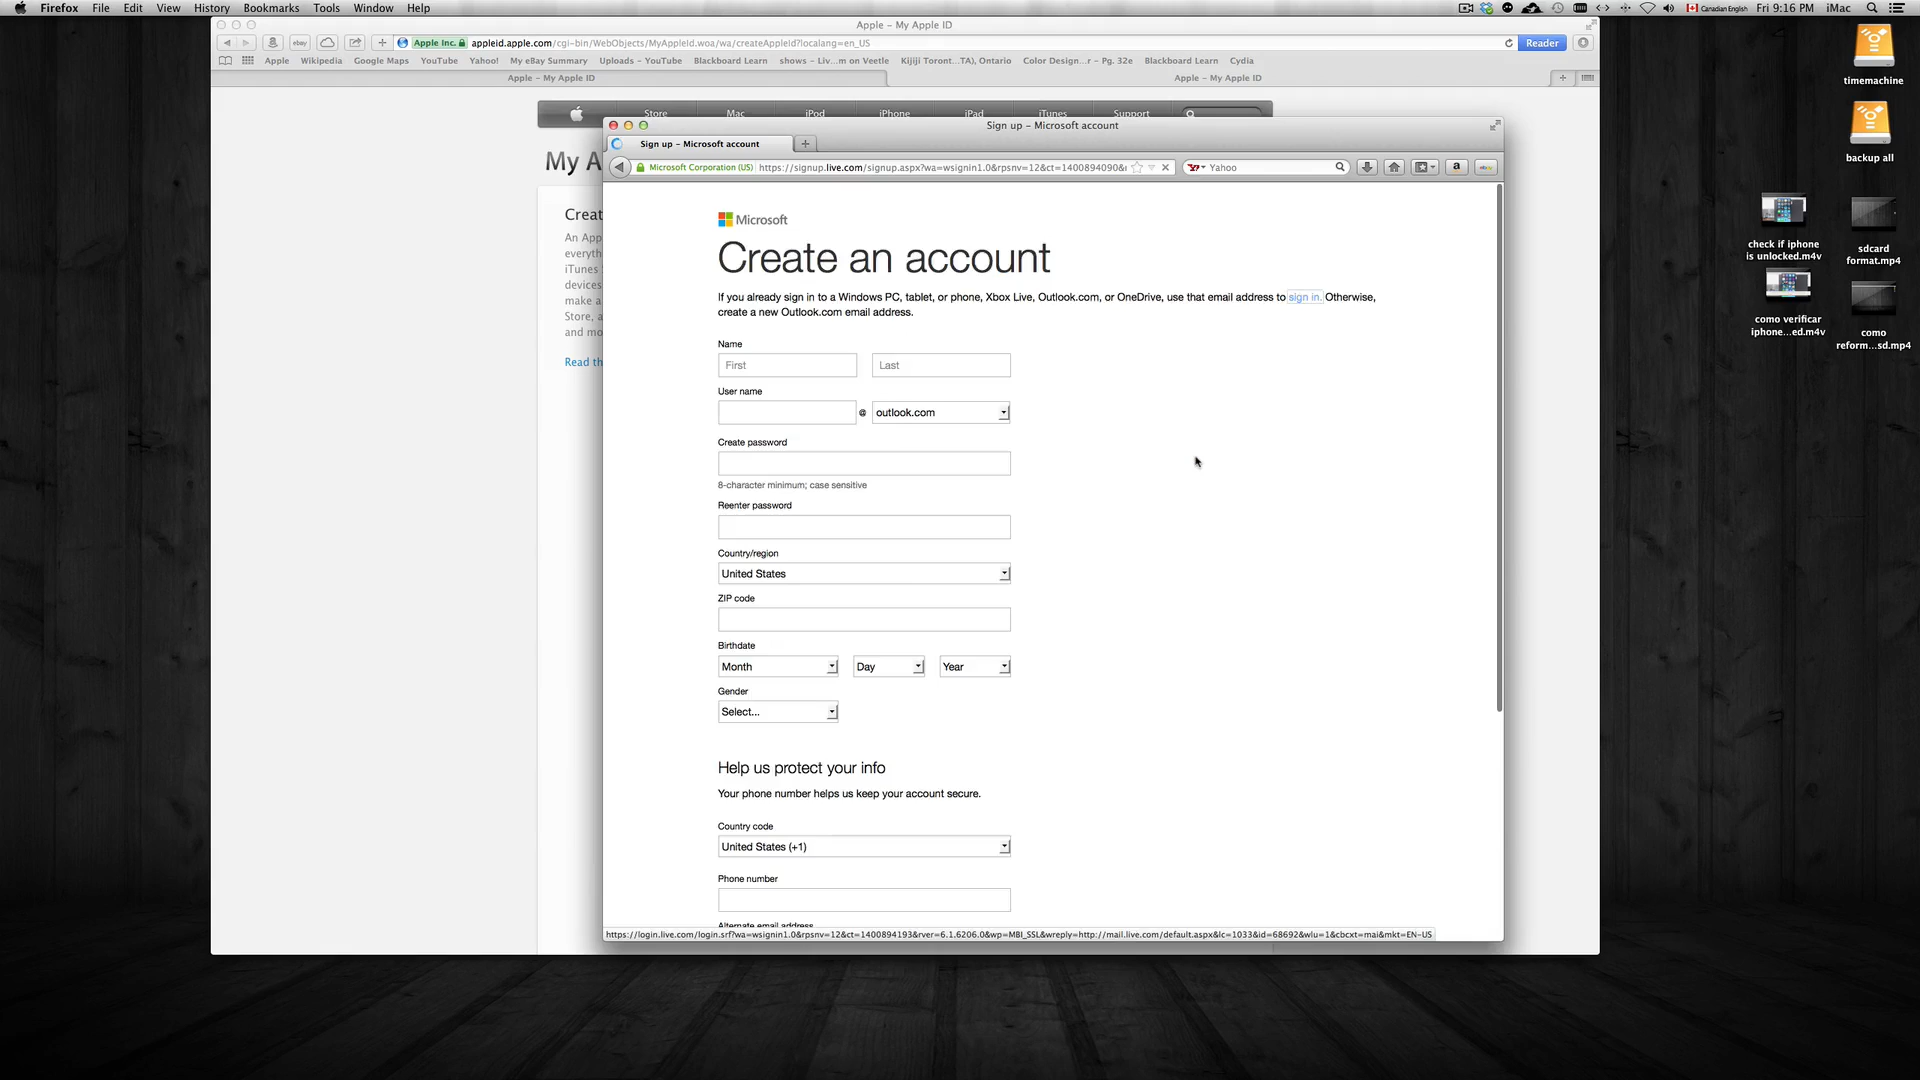 Firefox File Edit View History Bookmarks Tools Window Help
Canadian English Fri 9:16 PM iMac
Apple – My Apple ID
ebay Apple Inc. appleid.apple.com/cgi-bin/WebObjects/MyAppleId.woa/wa/createAppleId?localang=en_US Reader
Apple Wikipedia Google Maps YouTube Yahoo! My eBay Summary Uploads – YouTube Blackboard Learn shows – Liv...m on Veetle Kijiji Toront...TA), Ontario Color Design...r – Pg. 32e Blackboard Learn Cydia
Apple – My Apple ID Apple – My Apple ID
Store Mac iPod iPhone iPad iTunes Support
My A
Creat
An App
everyth
iTunes
devices
make a
Store, a
and mo
Read th
Sign up – Microsoft account
Sign up – Microsoft account
Microsoft Corporation (US) https://signup.live.com/signup.aspx?wa=wsignin1.0&rpsnv=12&ct=1400894090& Yahoo
Microsoft
Create an account
If you already sign in to a Windows PC, tablet, or phone, Xbox Live, Outlook.com, or OneDrive, use that email address to sign in. Otherwise,
create a new Outlook.com email address.
Name
First Last
User name
@ outlook.com
Create password
8-character minimum; case sensitive
Reenter password
Country/region
United States
ZIP code
Birthdate
Month Day Year
Gender
Select...
Help us protect your info
Your phone number helps us keep your account secure.
Country code
United States (+1)
Phone number
Alternate email address
https://login.live.com/login.srf?wa=wsignin1.0&rpsnv=12&ct=1400894193&rver=6.1.6206.0&wp=MBI_SSL&wreply=http://mail.live.com/default.aspx&lc=1033&id=68692&wlu=1&cbcxt=mai&mkt=EN-US
timemachine
backup all
check if iphone
is unlocked.m4v
sdcard
format.mp4
como verificar
iphone...ed.m4v
como
reform...sd.mp4